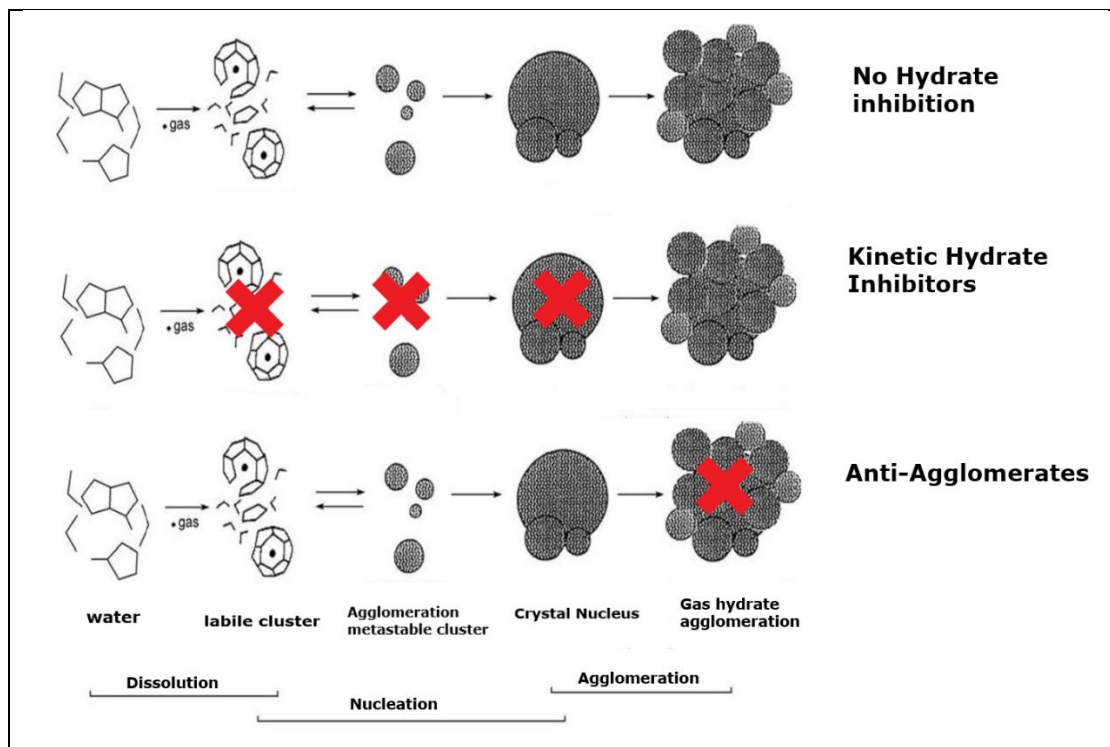 No Hydrate
inhibition
•gas
Kinetic Hydrate
Inhibitors
•gas
Anti-Agglomerates
•gas
water
labile cluster
Agglomeration
metastable cluster
Crystal Nucleus
Gas hydrate
agglomeration
Dissolution
Nucleation
Agglomeration